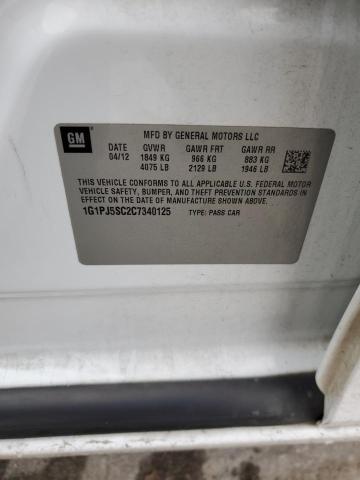 GM
MFD BY GENERAL MOTORS LLC
DATE GVWR GAWR FRT GAWR RR
04/12 1849 KG 966 KG 883 KG
4075 LB 2129 LB 1946 LB
THIS VEHICLE CONFORMS TO ALL APPLICABLE U.S. FEDERAL MOTOR
VEHICLE SAFETY, BUMPER, AND THEFT PREVENTION STANDARDS
IN EFFECT ON THE DATE OF MANUFACTURE SHOWN ABOVE.
1G1PJ5SC2C7340125 TYPE: PASS CAR